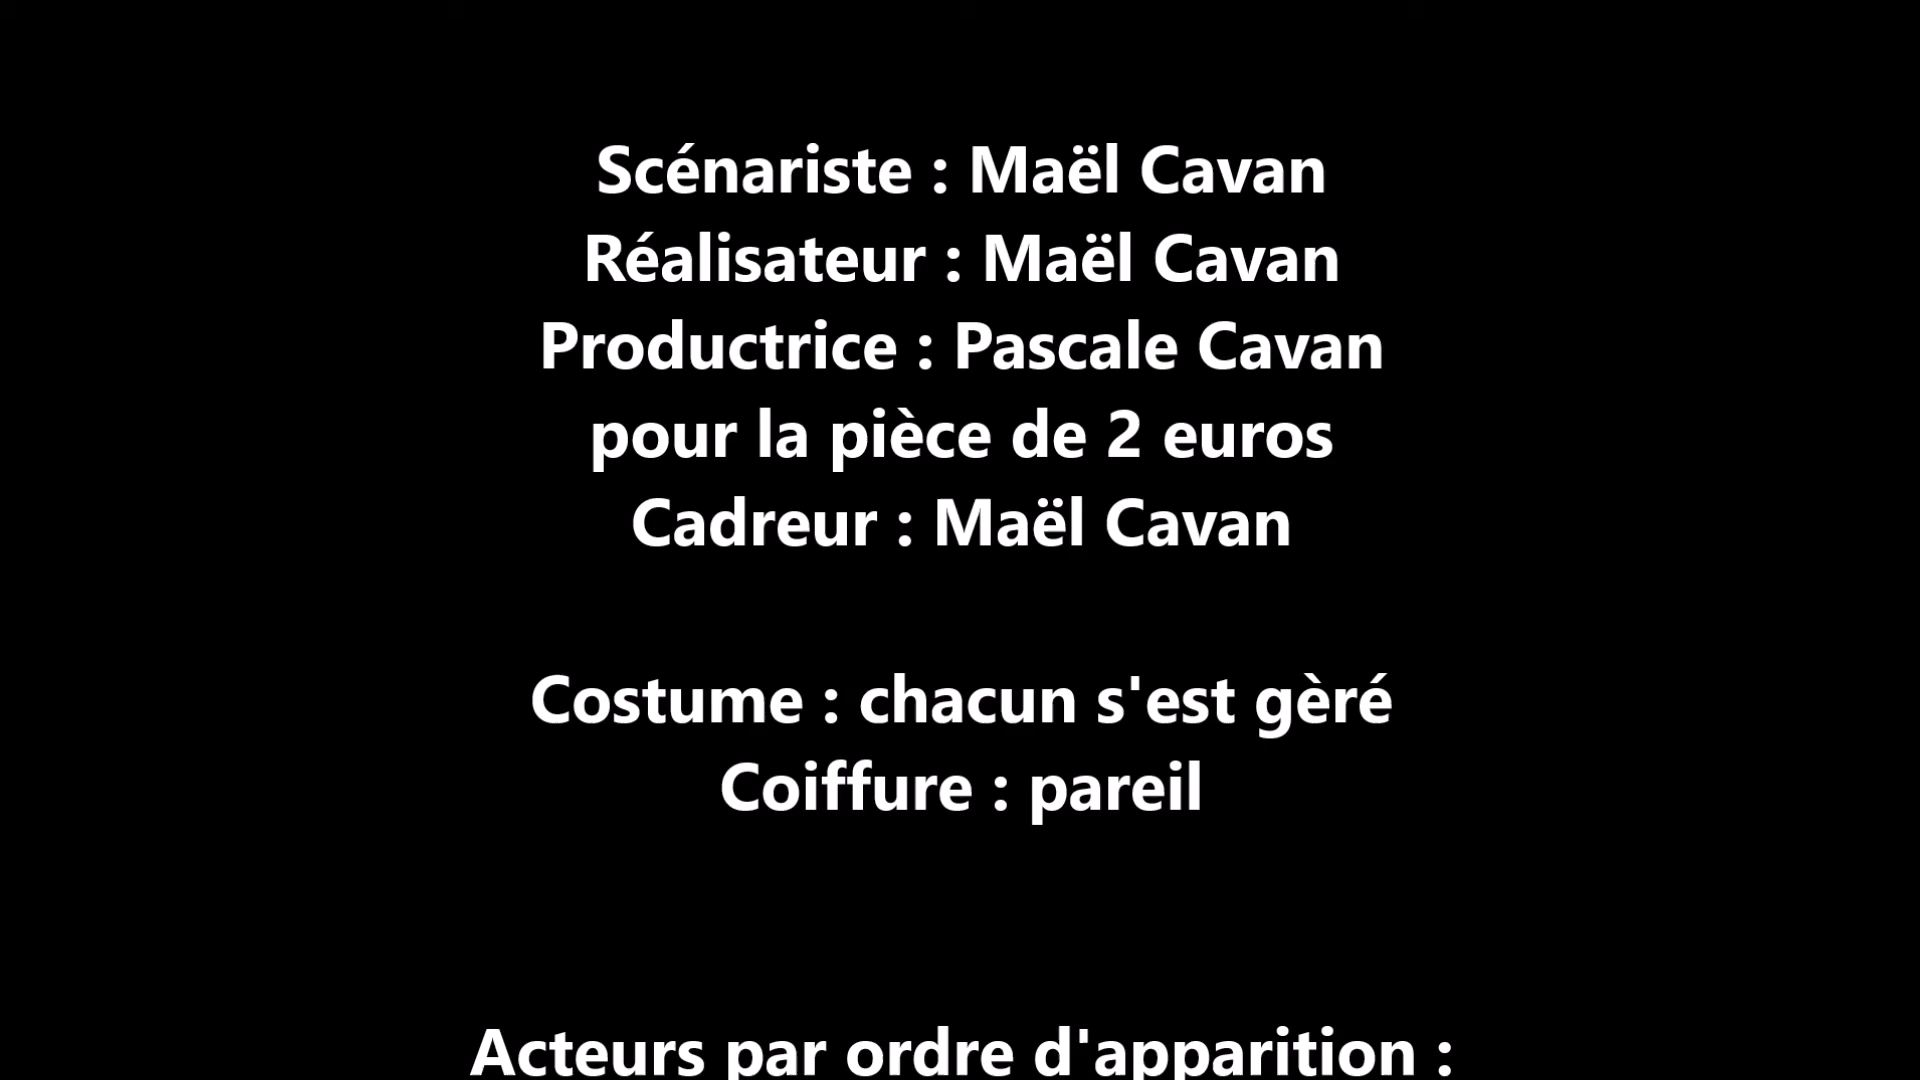 Scénariste : Maël Cavan
Réalisateur : Maël Cavan
Productrice : Pascale Cavan
pour la pièce de 2 euros
Cadreur : Maël Cavan
Costume : chacun s'est gèré
Coiffure : pareil
Acteurs par ordre d'apparition :